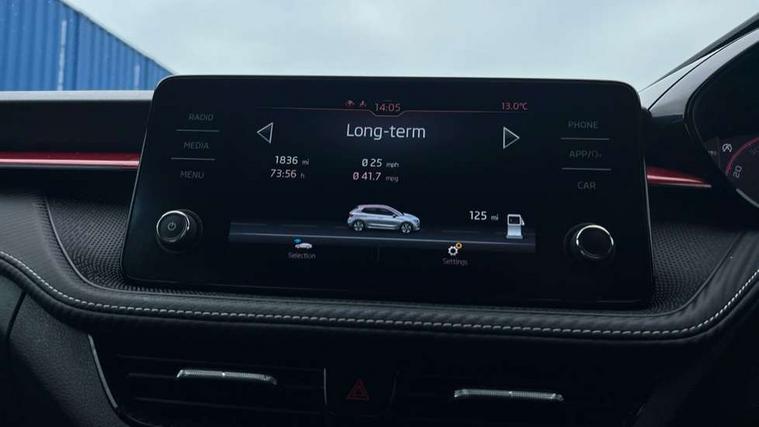 14:05
13.0°C
RADIO
MEDIA
MENU
Long-term
1836 mi
73:56 h
Ø 25 mph
Ø 41.7 mpg
125 mi
Selection
Settings
PHONE
CAR
20